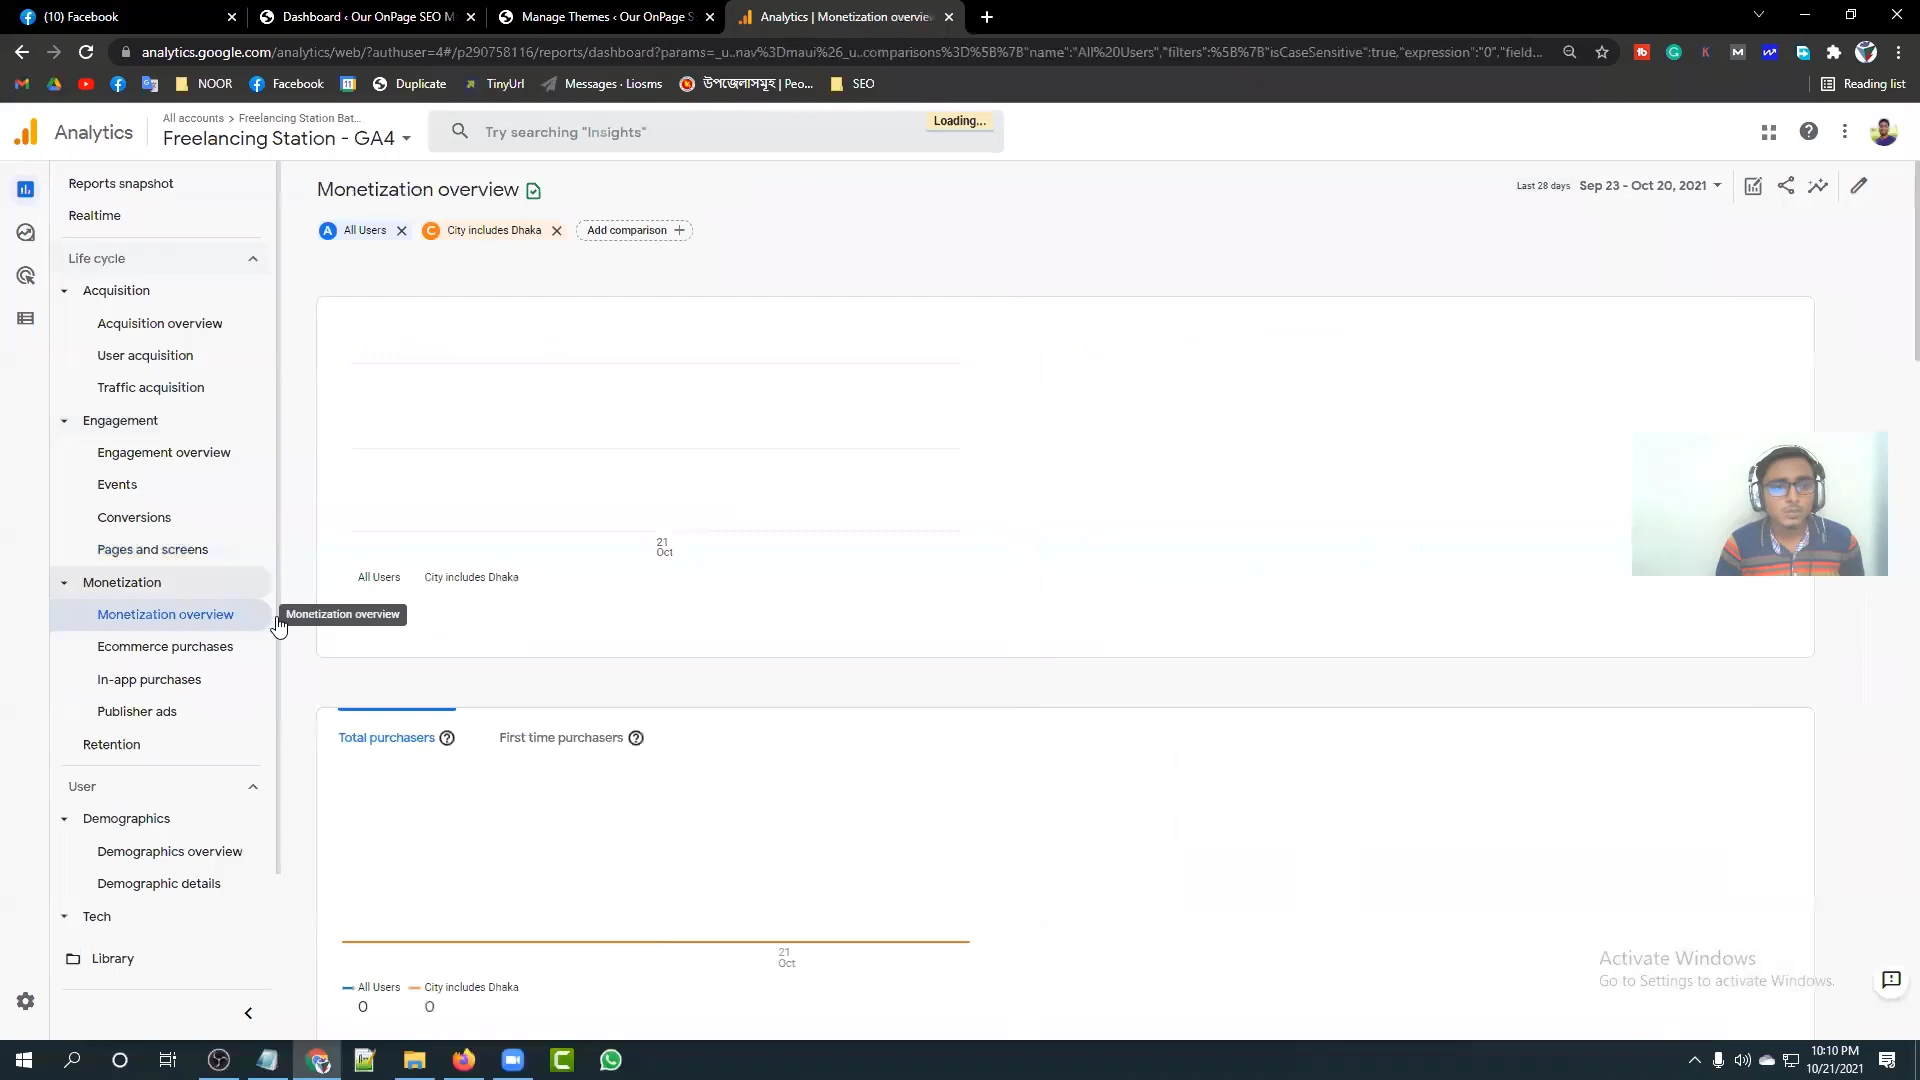 (10) Facebook
Dashboard ‹ Our OnPage SEO M
Manage Themes ‹ Our OnPage S
Analytics | Monetization overvie
analytics.google.com/analytics/web/?authuser=4#/p290758116/reports/dashboard?params=_u..nav%3Dmaui%26_u..comparisons%3D%5B%7B"name":"All%20Users","filters":%5B%7B"isCaseSensitive":true,"expression":"0","field...
NOOR
Facebook
Duplicate
TinyUrl
Messages · Liosms
উপজেলাসমূহ | Peo...
SEO
Reading list
Analytics
All accounts > Freelancing Station Bat...
Freelancing Station - GA4
Try searching "Insights"
Loading...
Reports snapshot
Realtime
Life cycle
Acquisition
Acquisition overview
User acquisition
Traffic acquisition
Engagement
Engagement overview
Events
Conversions
Pages and screens
Monetization
Monetization overview
Ecommerce purchases
In-app purchases
Publisher ads
Retention
User
Demographics
Demographics overview
Demographic details
Tech
Library
Monetization overview
Last 28 days Sep 23 - Oct 20, 2021
A All Users
C City includes Dhaka
Add comparison +
21
Oct
All Users City includes Dhaka
Monetization overview
Total purchasers
First time purchasers
21
Oct
All Users City includes Dhaka
0 0
Activate Windows
Go to Settings to activate Windows.
10:10 PM
10/21/2021